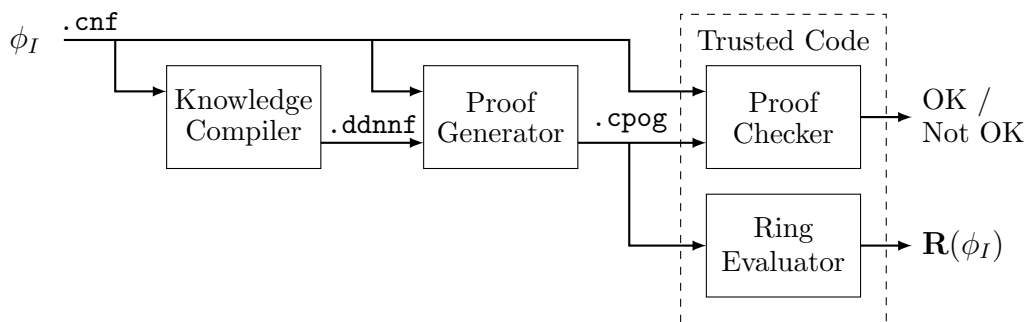 .cnf
ϕ_I
Trusted Code
Knowledge
Compiler
.ddnnf
Proof
Generator
.cpog
Proof
Checker
OK /
Not OK
Ring
Evaluator
R(ϕ_I)